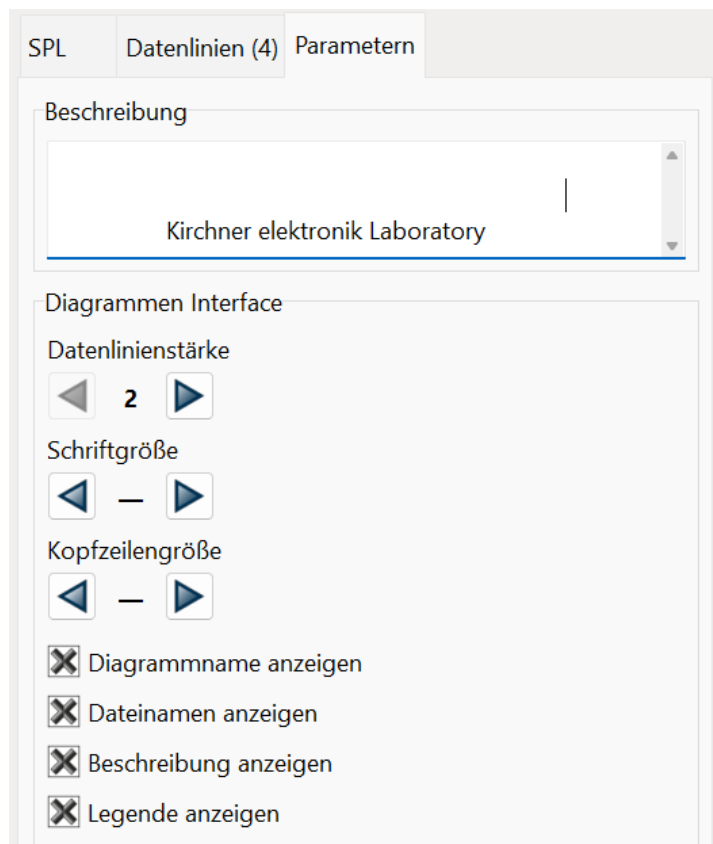 SPL Datenlinien (4) Parametern
Beschreibung
Kirchner elektronik Laboratory
Diagrammen Interface
Datenlinienstärke
2
Schriftgröße
—
Kopfzeilengröße
—
Diagrammname anzeigen
Dateinamen anzeigen
Beschreibung anzeigen
Legende anzeigen